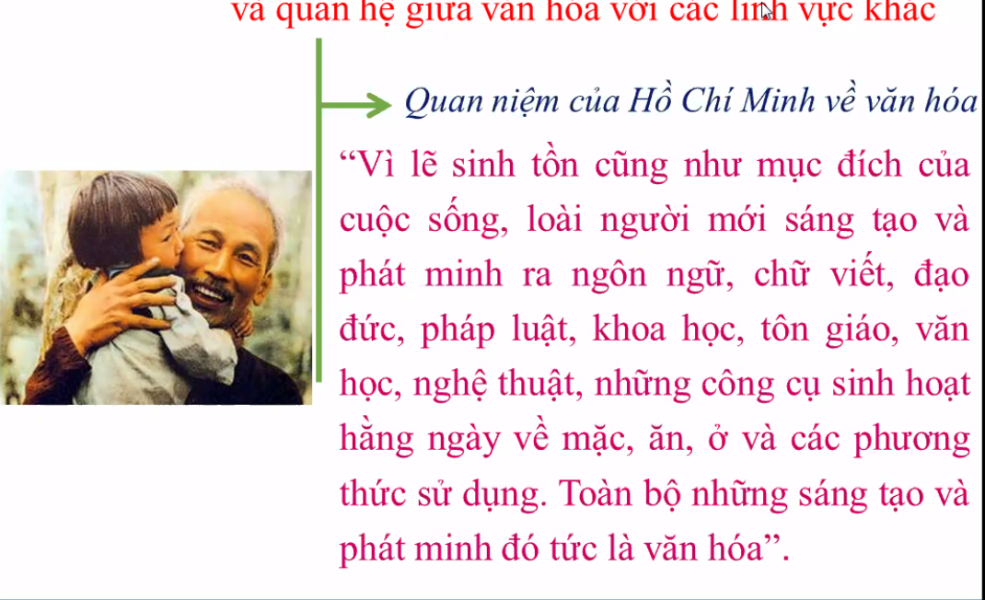 và quan hệ giữa văn hóa với các lĩnh vực khác
Quan niệm của Hồ Chí Minh về văn hóa
“Vì lẽ sinh tồn cũng như mục đích của
cuộc sống, loài người mới sáng tạo và
phát minh ra ngôn ngữ, chữ viết, đạo
đức, pháp luật, khoa học, tôn giáo, văn
học, nghệ thuật, những công cụ sinh hoạt
hằng ngày về mặc, ăn, ở và các phương
thức sử dụng. Toàn bộ những sáng tạo và
phát minh đó tức là văn hóa”.